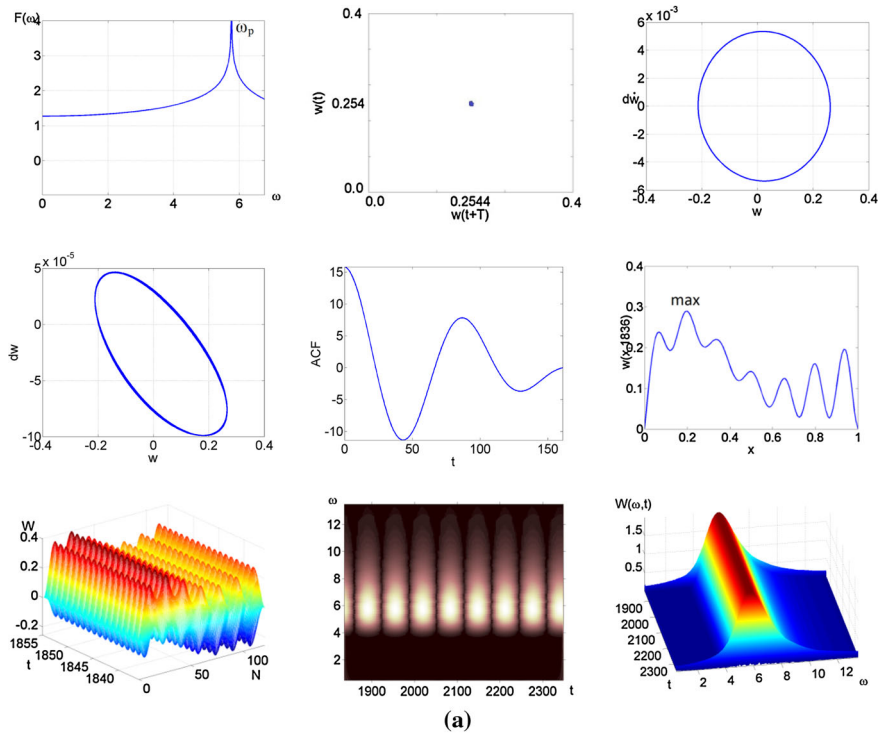 F(ω)
4
3
2
1
0
ω_p
0 2 4 6 ω
0.4
w(t)
0.254
0.0
0.0 0.2544 0.4
w(t+T)
x 10⁻³
6
4
2
dẇ 0
-2
-4
-6
-0.4 -0.2 0 0.2 0.4
w
x 10⁻⁵
5
0
dw
-5
-10
-0.4 -0.2 0 0.2 0.4
w
15
10
5
ACF
0
-5
-10
0 50 100 150
t
0.4
0.3
w(x,1836)
0.2
0.1
0
max
0 0.2 0.4 0.6 0.8 1
x
W
0.4
0.2
0
-0.2
1855
1850
1845
1840
t
0 50 100
N
ω
12
10
8
6
4
2
1900 2000 2100 2200 2300 t
W(ω,t)
1.5
1
0.5
1900
2000
2100
2200
2300
t
2 4 6 8 10 12 ω
(a)